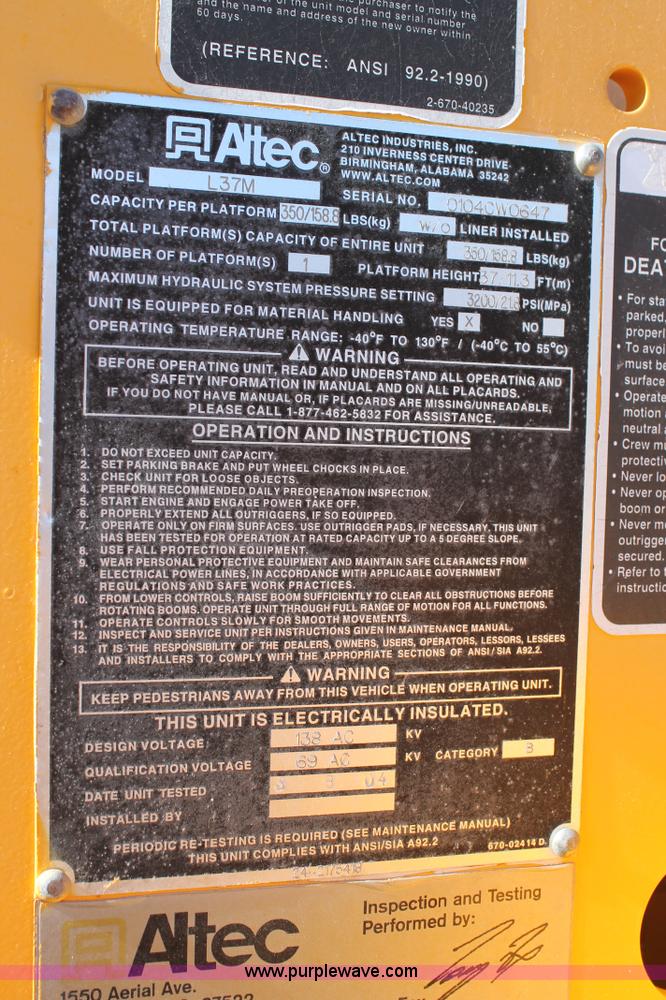 purchaser to notify the
of the unit model and serial number
and the name and address of the new owner within
60 days.
(REFERENCE: ANSI 92.2-1990)
2-670-40235
Altec
ALTEC INDUSTRIES, INC.
210 INVERNESS CENTER DRIVE
BIRMINGHAM, ALABAMA 35242
WWW.ALTEC.COM
MODEL L37M
SERIAL NO. 0104CW0647
CAPACITY PER PLATFORM 350/158.8 LBS(kg) W/O LINER INSTALLED
TOTAL PLATFORM(S) CAPACITY OF ENTIRE UNIT 350/158.8 LBS(kg)
NUMBER OF PLATFORM(S) 1 PLATFORM HEIGHT 37 11.3 FT(m)
MAXIMUM HYDRAULIC SYSTEM PRESSURE SETTING 3200/21.8 PSI(MPa)
UNIT IS EQUIPPED FOR MATERIAL HANDLING YES X NO
OPERATING TEMPERATURE RANGE: -40°F TO 130°F / (-40°C TO 55°C)
WARNING
BEFORE OPERATING UNIT, READ AND UNDERSTAND ALL OPERATING AND
SAFETY INFORMATION IN MANUAL AND ON ALL PLACARDS.
IF YOU DO NOT HAVE MANUAL OR, IF PLACARDS ARE MISSING/UNREADABLE,
PLEASE CALL 1-877-462-5832 FOR ASSISTANCE.
OPERATION AND INSTRUCTIONS
1. DO NOT EXCEED UNIT CAPACITY.
2. SET PARKING BRAKE AND PUT WHEEL CHOCKS IN PLACE.
3. CHECK UNIT FOR LOOSE OBJECTS.
4. PERFORM RECOMMENDED DAILY PREOPERATION INSPECTION.
5. START ENGINE AND ENGAGE POWER TAKE OFF.
6. PROPERLY EXTEND ALL OUTRIGGERS, IF SO EQUIPPED.
7. OPERATE ONLY ON FIRM SURFACES. USE OUTRIGGER PADS, IF NECESSARY, THIS UNIT
HAS BEEN TESTED FOR OPERATION AT RATED CAPACITY UP TO A 5 DEGREE SLOPE.
8. USE FALL PROTECTION EQUIPMENT.
9. WEAR PERSONAL PROTECTIVE EQUIPMENT AND MAINTAIN SAFE CLEARANCES FROM
ELECTRICAL POWER LINES, IN ACCORDANCE WITH APPLICABLE GOVERNMENT
REGULATIONS AND SAFE WORK PRACTICES.
10. FROM LOWER CONTROLS, RAISE BOOM SUFFICIENTLY TO CLEAR ALL OBSTRUCTIONS BEFORE
ROTATING BOOMS. OPERATE UNIT THROUGH FULL RANGE OF MOTION FOR ALL FUNCTIONS.
11. OPERATE CONTROLS SLOWLY FOR SMOOTH MOVEMENTS.
12. INSPECT AND SERVICE UNIT PER INSTRUCTIONS GIVEN IN MAINTENANCE MANUAL.
13. IT IS THE RESPONSIBILITY OF THE DEALERS, OWNERS, USERS, OPERATORS, LESSORS, LESSEES
AND INSTALLERS TO COMPLY WITH THE APPROPRIATE SECTIONS OF ANSI/SIA A92.2.
WARNING
KEEP PEDESTRIANS AWAY FROM THIS VEHICLE WHEN OPERATING UNIT.
THIS UNIT IS ELECTRICALLY INSULATED.
DESIGN VOLTAGE 138 AC KV
QUALIFICATION VOLTAGE 69 AC KV CATEGORY B
DATE UNIT TESTED 3 04
INSTALLED BY
PERIODIC RE-TESTING IS REQUIRED (SEE MAINTENANCE MANUAL)
THIS UNIT COMPLIES WITH ANSI/SIA A92.2
670-02414 D
FO
DEA
• For sta
parked,
proper
• To avoi
must be
surface
• Operate
motion
neutral
• Crew mu
protecti
• Never lo
• Never op
boom or
• Never m
outrigge
secured.
• Refer to
instructio
Altec
1550 Aerial Ave.
Inspection and Testing
Performed by:
www.purplewave.com